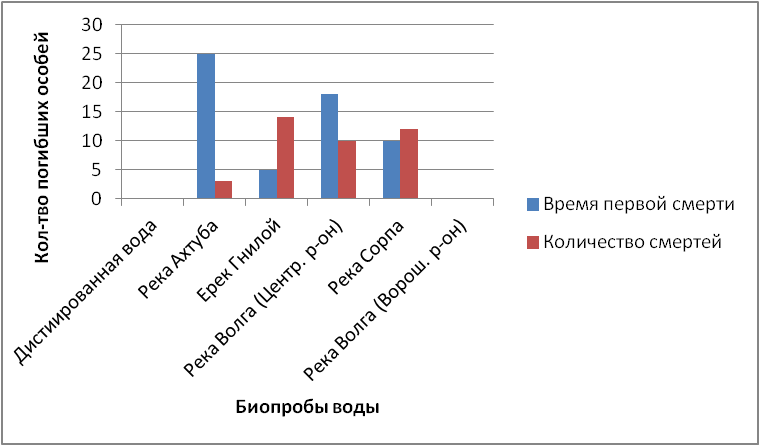 Кол-тво погибших особей
30
25
20
15
10
5
0
Дистиированная вода
Река Ахтуба
Ерек Гнилой
Река Волга (Центр. р-он)
Река Сорпа
Река Волга (Ворош. р-он)
Биопробы воды
Время первой смерти
Количество смертей